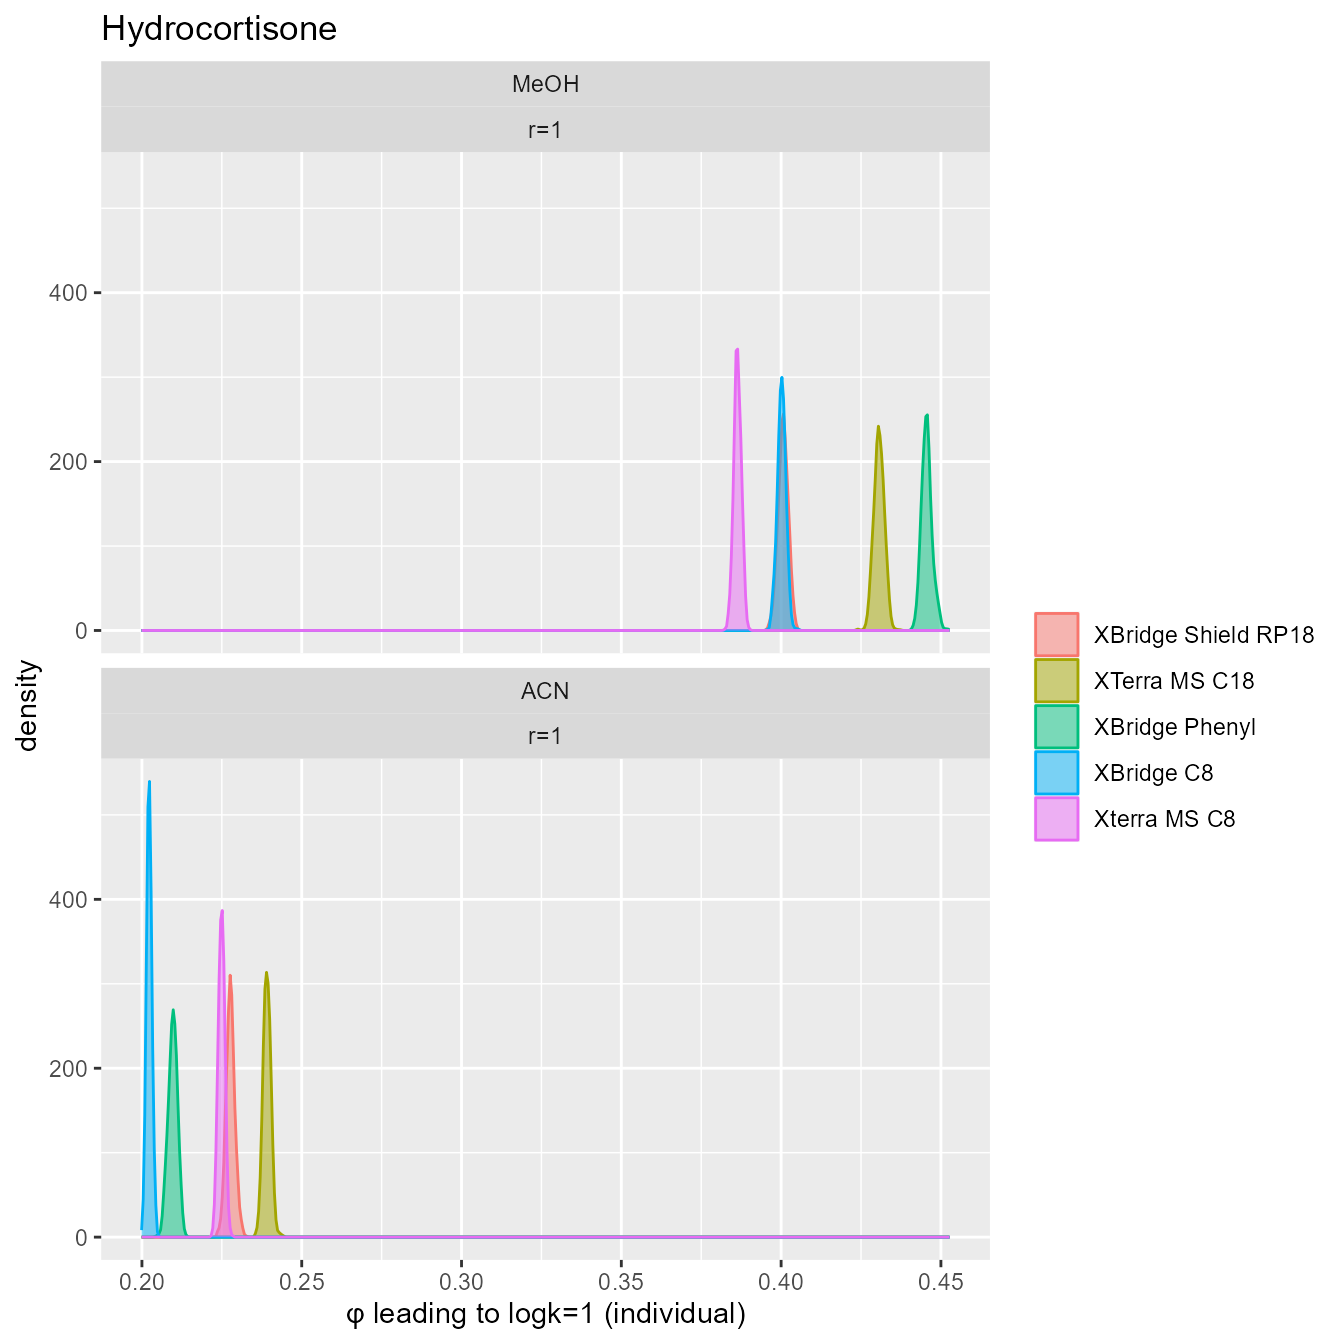 Hydrocortisone
MeOH
r=1
400
200
0
ACN
r=1
400
200
0
0.20 0.25 0.30 0.35 0.40 0.45
φ leading to logk=1 (individual)
density
XBridge Shield RP18
XTerra MS C18
XBridge Phenyl
XBridge C8
Xterra MS C8